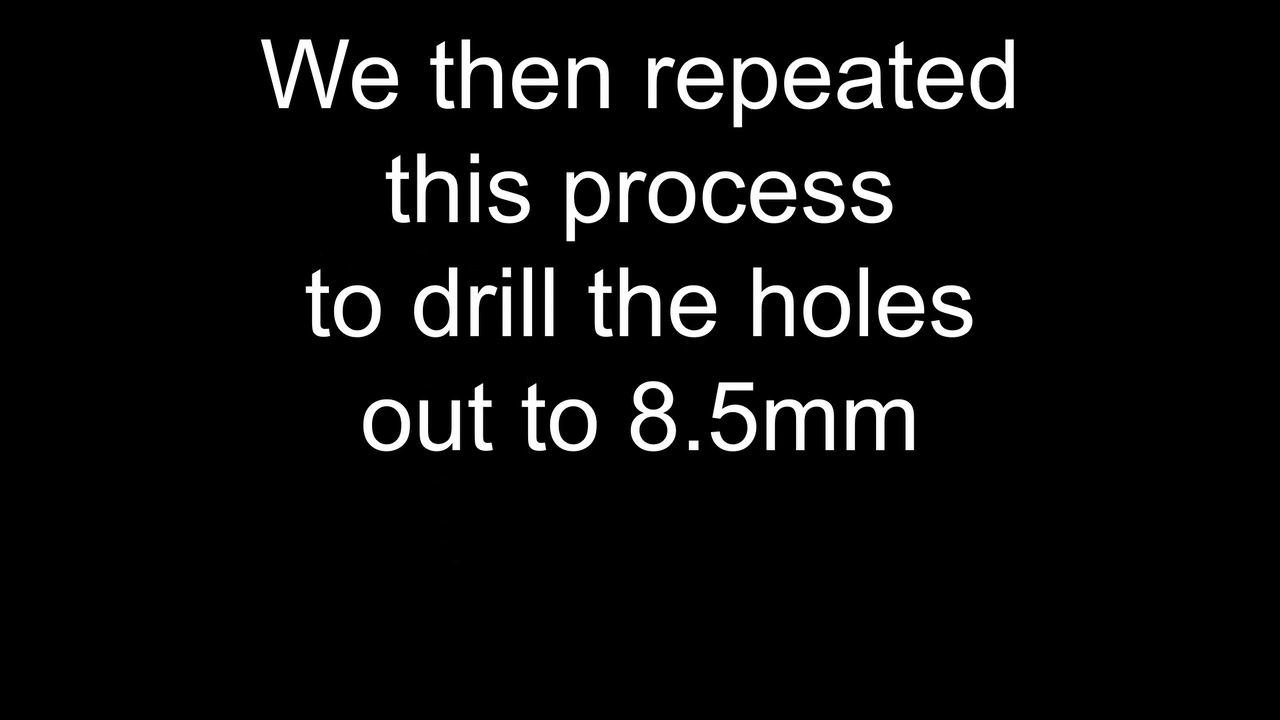 We then repeated
this process
to drill the holes
out to 8.5mm